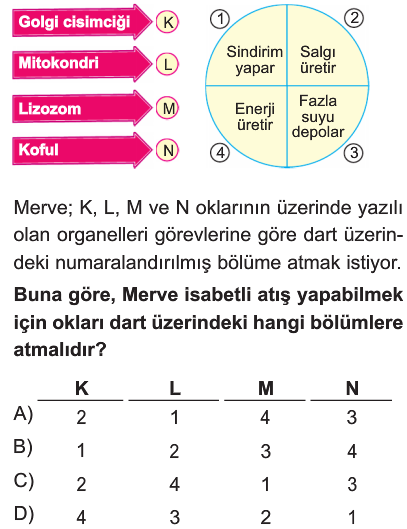 Golgi cisimciği K
Mitokondri L
Lizozom M
Koful N
1 2
Sindirim yapar
Salgı üretir
Enerji üretir
Fazla suyu depolar
4 3
Merve; K, L, M ve N oklarının üzerinde yazılı
olan organelleri görevlerine göre dart üzerin-
deki numaralandırılmış bölüme atmak istiyor.
Buna göre, Merve isabetli atış yapabilmek
için okları dart üzerindeki hangi bölümlere
atmalıdır?
K L M N
A) 2 1 4 3
B) 1 2 3 4
C) 2 4 1 3
D) 4 3 2 1